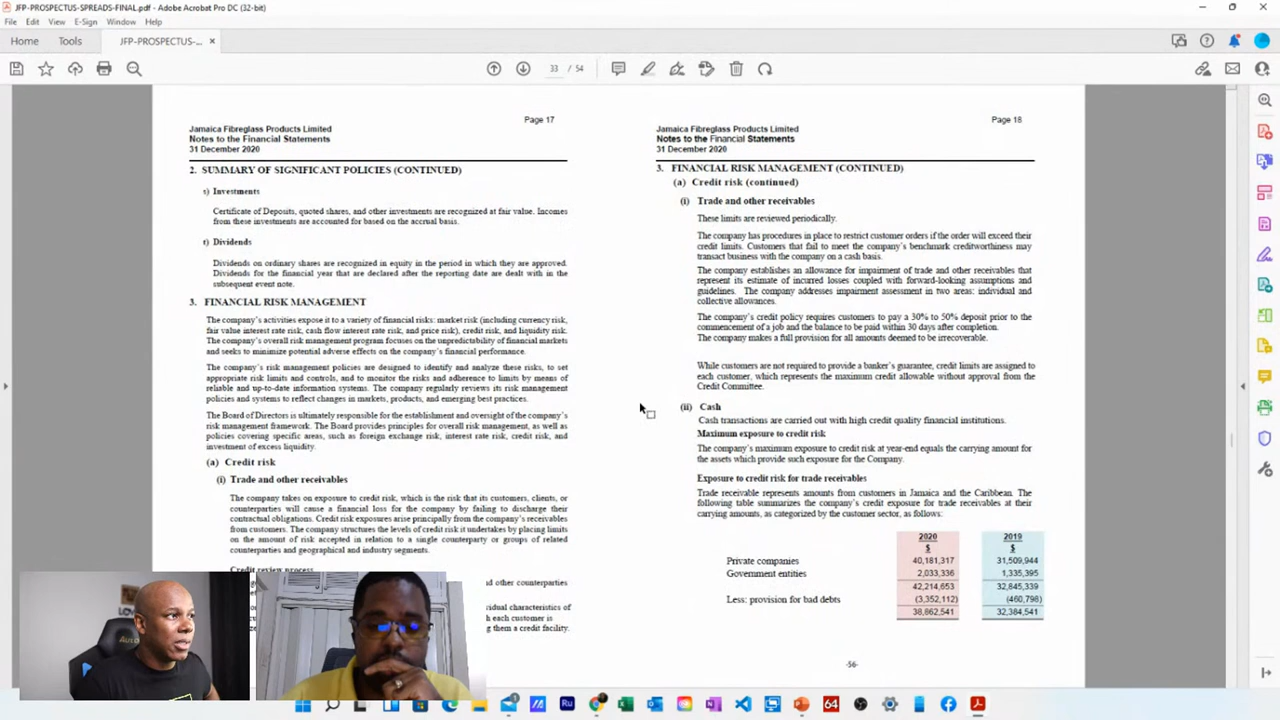 JFP-PROSPECTUS-SPREADS-FINAL.pdf - Adobe Acrobat Pro DC (32-bit)
File Edit View E-Sign Window Help
Home Tools JFP-PROSPECTUS-... ×
33 / 54
Page 17
Jamaica Fibreglass Products Limited
Notes to the Financial Statements
31 December 2020
2. SUMMARY OF SIGNIFICANT POLICIES (CONTINUED)
s) Investments
Certificate of Deposits, quoted shares, and other investments are recognized at fair value. Incomes
from these investments are accounted for based on the accrual basis.
t) Dividends
Dividends on ordinary shares are recognized in equity in the period in which they are approved.
Dividends for the financial year that are declared after the reporting date are dealt with in the
subsequent event note.
3. FINANCIAL RISK MANAGEMENT
The company's activities expose it to a variety of financial risks: market risk (including currency risk,
fair value interest rate risk, cash flow interest rate risk, and price risk), credit risk, and liquidity risk.
The company's overall risk management program focuses on the unpredictability of financial markets
and seeks to minimize potential adverse effects on the company's financial performance.
The company's risk management policies are designed to identify and analyze these risks, to set
appropriate risk limits and controls, and to monitor the risks and adherence to limits by means of
reliable and up-to-date information systems. The company regularly reviews its risk management
policies and systems to reflect changes in markets, products, and emerging best practices.
The Board of Directors is ultimately responsible for the establishment and oversight of the company's
risk management framework. The Board provides principles for overall risk management, as well as
policies covering specific areas, such as foreign exchange risk, interest rate risk, credit risk, and
investment of excess liquidity.
(a) Credit risk
(i) Trade and other receivables
The company takes on exposure to credit risk, which is the risk that its customers, clients, or
counterparties will cause a financial loss for the company by failing to discharge their
contractual obligations. Credit risk exposures arise principally from the company's receivables
from customers. The company structures the levels of credit risk it undertakes by placing limits
on the amount of risk accepted in relation to a single counterparty or groups of related
counterparties and geographical and industry segments.
Credit review process
and other counterparties
characteristics of
each customer is
them a credit facility.
Page 18
Jamaica Fibreglass Products Limited
Notes to the Financial Statements
31 December 2020
3. FINANCIAL RISK MANAGEMENT (CONTINUED)
(a) Credit risk (continued)
(i) Trade and other receivables
These limits are reviewed periodically.
The company has procedures in place to restrict customer orders if the order will exceed their
credit limits. Customers that fail to meet the company's benchmark creditworthiness may
transact business with the company on a cash basis.
The company establishes an allowance for impairment of trade and other receivables that
represent its estimate of incurred losses coupled with forward-looking assumptions and
guidelines. The company addresses impairment assessment in two areas: individual and
collective allowances.
The company's credit policy requires customers to pay a 30% to 50% deposit prior to the
commencement of a job and the balance to be paid within 30 days after completion.
The company makes a full provision for all amounts deemed to be irrecoverable.
While customers are not required to provide a banker's guarantee, credit limits are assigned to
each customer, which represents the maximum credit allowable without approval from the
Credit Committee.
(ii) Cash
Cash transactions are carried out with high credit quality financial institutions.
Maximum exposure to credit risk
The company's maximum exposure to credit risk at year-end equals the carrying amount for
the assets which provide such exposure for the Company.
Exposure to credit risk for trade receivables
Trade receivable represents amounts from customers in Jamaica and the Caribbean. The
following table summarizes the company's credit exposure for trade receivables at their
carrying amounts, as categorized by the customer sector, as follows:
2020 2019
$ $
Private companies 40,181,317 31,509,944
Government entities 2,033,336 1,335,395
42,214,653 32,845,339
Less: provision for bad debts (3,352,112) (460,798)
38,862,541 32,384,541
-56-
Ru
64